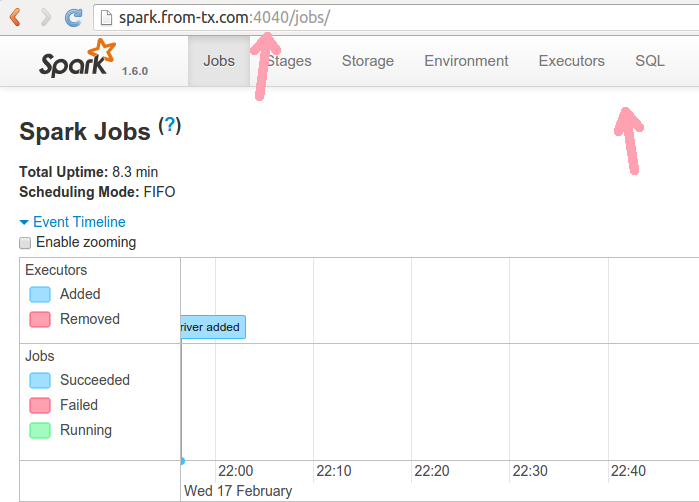 spark.from-tx.com:4040/jobs/
Spark 1.6.0 Jobs Stages Storage Environment Executors SQL
Spark Jobs (?)
Total Uptime: 8.3 min
Scheduling Mode: FIFO
Event Timeline
Enable zooming
Executors
Added
Removed
river added
Jobs
Succeeded
Failed
Running
22:00 22:10 22:20 22:30 22:40
Wed 17 February